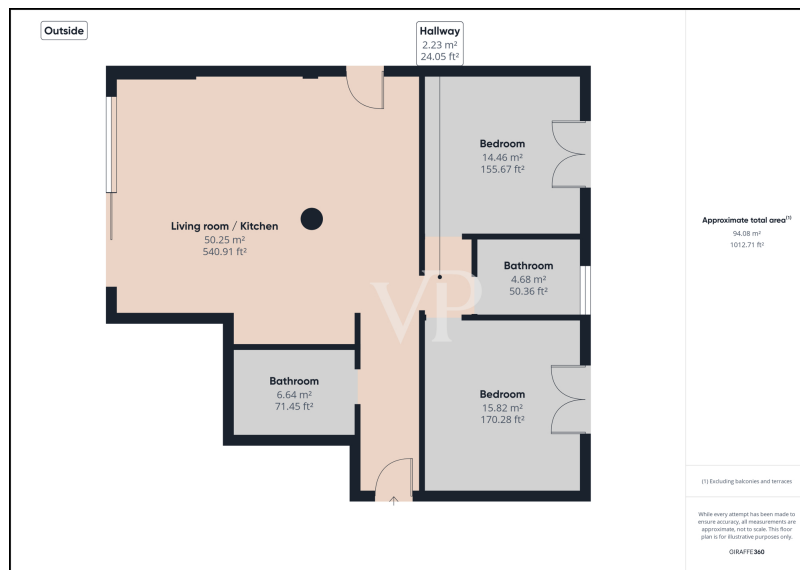 Outside
Hallway
2.23 m²
24.05 ft²
Bedroom
14.46 m²
155.67 ft²
Living room / Kitchen
50.25 m²
540.91 ft²
Bathroom
4.68 m²
50.36 ft²
VP
Bathroom
6.64 m²
71.45 ft²
Bedroom
15.82 m²
170.28 ft²
Approximate total area(1)
94.08 m²
1012.71 ft²
(1) Excluding balconies and terraces
While every attempt has been made to
ensure accuracy, all measurements are
approximate, not to scale. This floor
plan is for illustrative purposes only.
GIRAFFE360